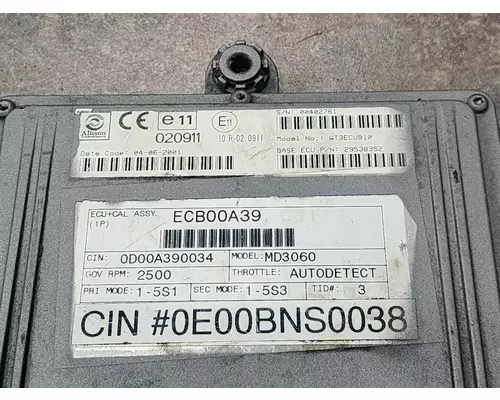 Allison
CE
e 11
020911
E11
10 R-02 0911
S/N: 00402761
Model No.: WT3ECU910
BASE ECU P/N: 29538352
Date Code: 04-06-2001
ECU+CAL ASSY. ECB00A39
(1P)
CIN: 0D00A390034 MODEL: MD3060
GOV RPM: 2500 THROTTLE: AUTODETECT
PRI MODE: 1-5S1 SEC MODE: 1-5S3 TID#: 3
CIN #0E00BNS0038